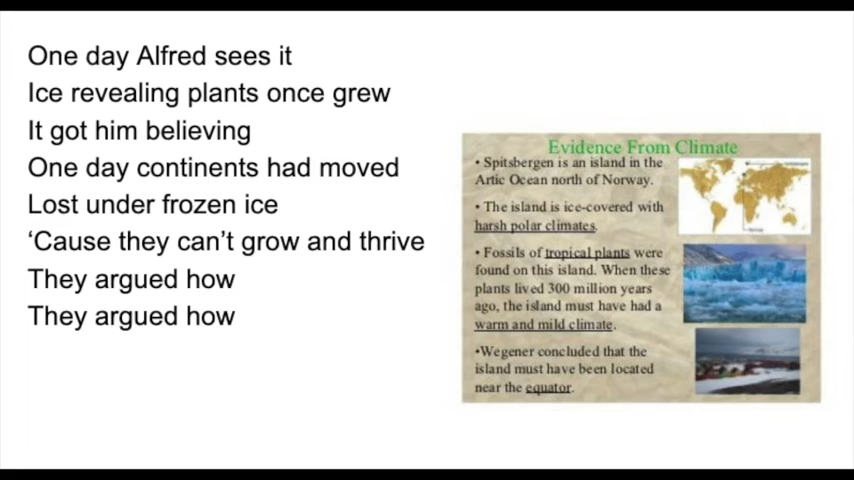 One day Alfred sees it
Ice revealing plants once grew
It got him believing
One day continents had moved
Lost under frozen ice
‘Cause they can’t grow and thrive
They argued how
They argued how
Evidence From Climate
• Spitsbergen is an island in the
Artic Ocean north of Norway.
• The island is ice-covered with
harsh polar climates.
• Fossils of tropical plants were
found on this island. When these
plants lived 300 million years
ago, the island must have had a
warm and mild climate.
•Wegener concluded that the
island must have been located
near the equator.